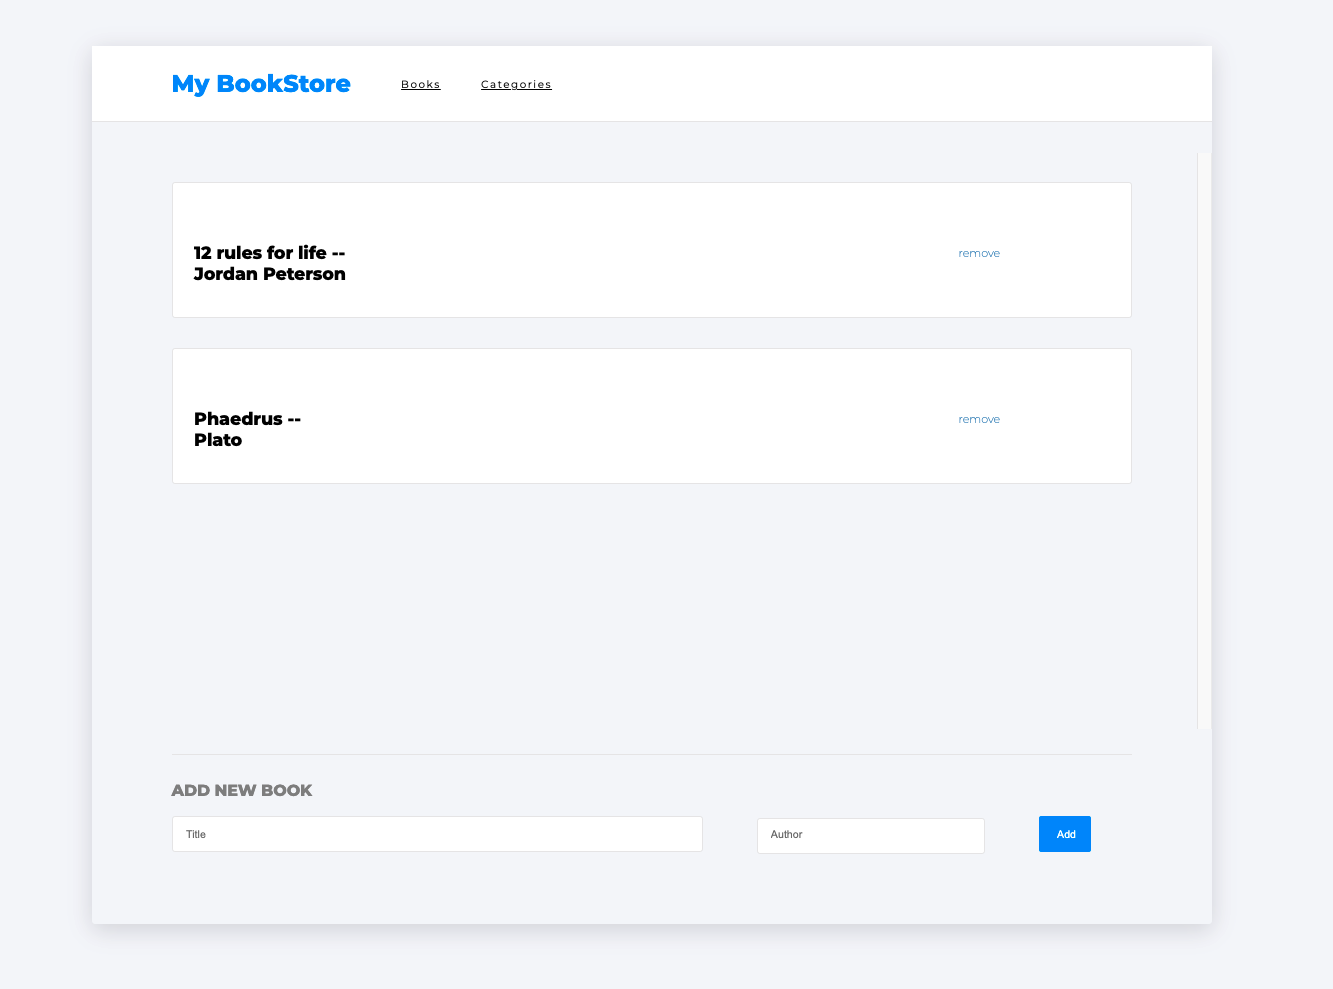 My BookStore
Books
Categories
12 rules for life --
Jordan Peterson
remove
Phaedrus --
Plato
remove
ADD NEW BOOK
Title
Author
Add